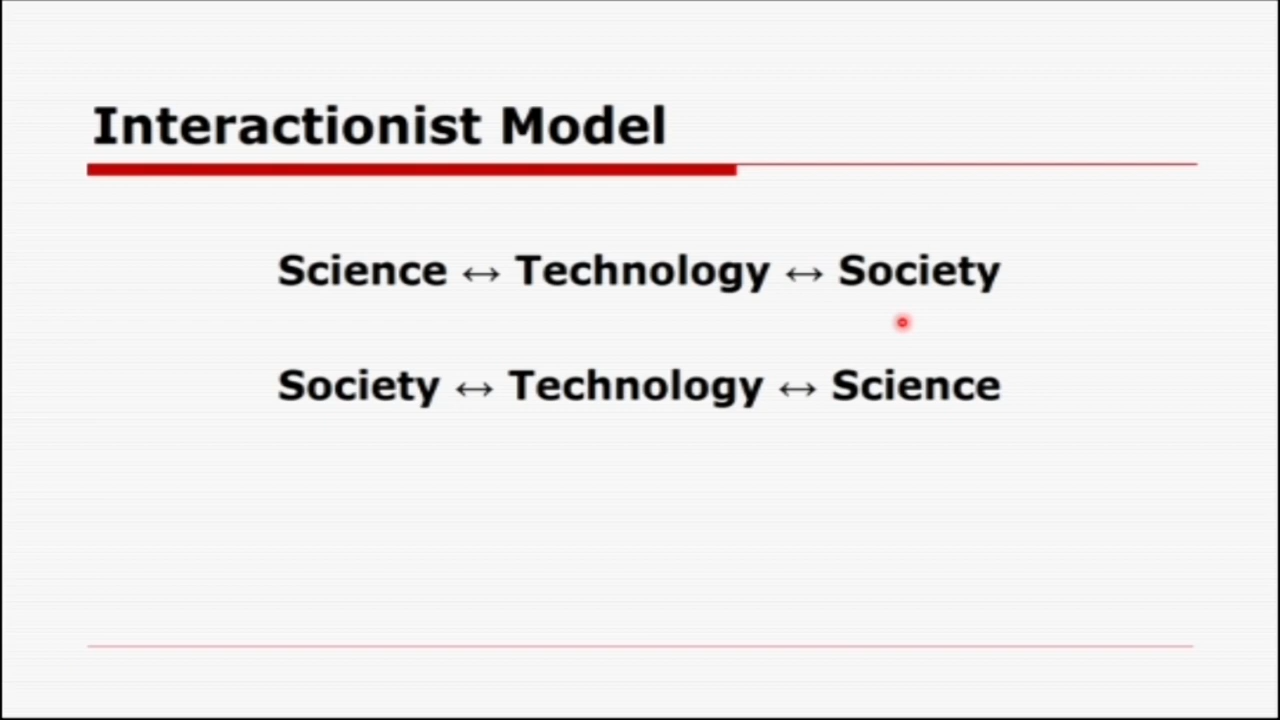 Interactionist Model
Science ↔ Technology ↔ Society
Society ↔ Technology ↔ Science